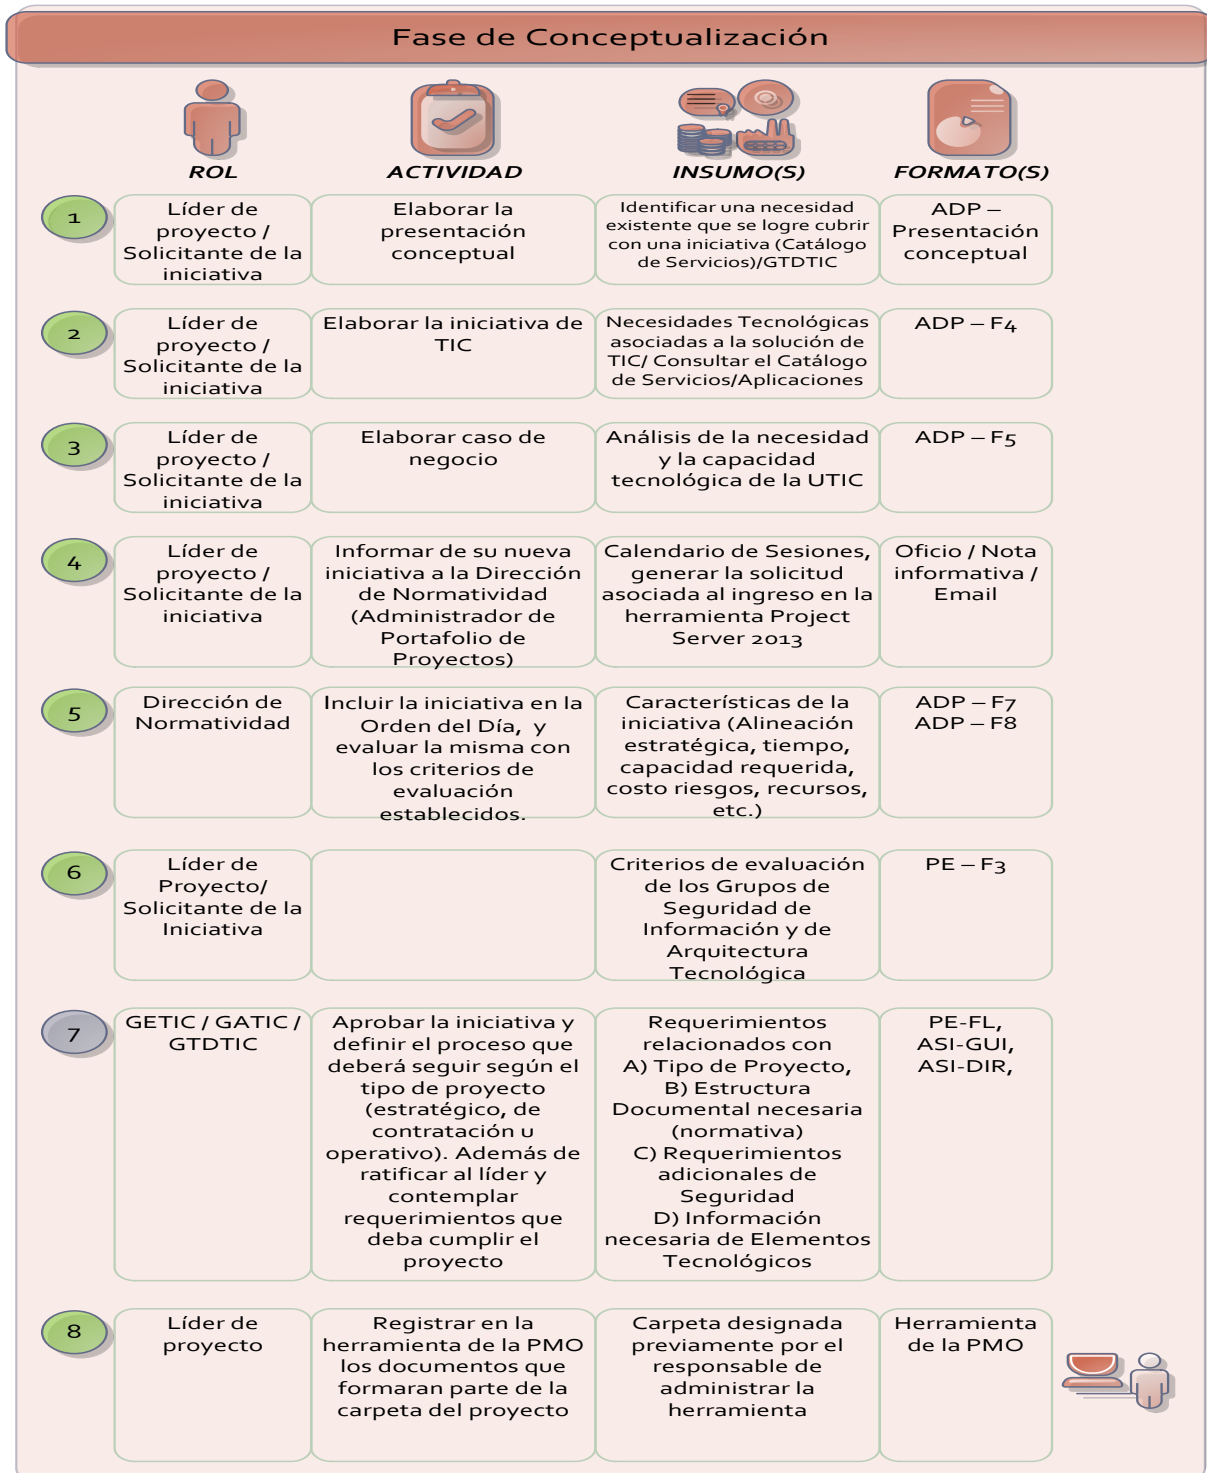 Fase de Conceptualización
ROL
ACTIVIDAD
INSUMO(S)
FORMATO(S)
1
Líder de
proyecto /
Solicitante de la
iniciativa
Elaborar la
presentación
conceptual
Identificar una necesidad
existente que se logre cubrir
con una iniciativa (Catálogo
de Servicios)/GTDTIC
ADP –
Presentación
conceptual
2
Líder de
proyecto /
Solicitante de la
iniciativa
Elaborar la iniciativa de
TIC
Necesidades Tecnológicas
asociadas a la solución de
TIC/ Consultar el Catálogo
de Servicios/Aplicaciones
ADP – F4
3
Líder de
proyecto /
Solicitante de la
iniciativa
Elaborar caso de
negocio
Análisis de la necesidad
y la capacidad
tecnológica de la UTIC
ADP – F5
4
Líder de
proyecto /
Solicitante de la
iniciativa
Informar de su nueva
iniciativa a la Dirección
de Normatividad
(Administrador de
Portafolio de
Proyectos)
Calendario de Sesiones,
generar la solicitud
asociada al ingreso en la
herramienta Project
Server 2013
Oficio / Nota
informativa /
Email
5
Dirección de
Normatividad
Incluir la iniciativa en la
Orden del Día,  y
evaluar la misma con
los criterios de
evaluación
establecidos.
Características de la
iniciativa (Alineación
estratégica, tiempo,
capacidad requerida,
costo riesgos, recursos,
etc.)
ADP – F7
ADP – F8
6
Líder de
Proyecto/
Solicitante de la
Iniciativa
Criterios de evaluación
de los Grupos de
Seguridad de
Información y de
Arquitectura
Tecnológica
PE – F3
7
GETIC / GATIC /
GTDTIC
Aprobar la iniciativa y
definir el proceso que
deberá seguir según el
tipo de proyecto
(estratégico, de
contratación u
operativo). Además de
ratificar al líder y
contemplar
requerimientos que
deba cumplir el
proyecto
Requerimientos
relacionados con
A) Tipo de Proyecto,
B) Estructura
Documental necesaria
(normativa)
C) Requerimientos
adicionales de
Seguridad
D) Información
necesaria de Elementos
Tecnológicos
PE-FL,
ASI-GUI,
ASI-DIR,
8
Líder de
proyecto
Registrar en la
herramienta de la PMO
los documentos que
formaran parte de la
carpeta del proyecto
Carpeta designada
previamente por el
responsable de
administrar la
herramienta
Herramienta
de la PMO